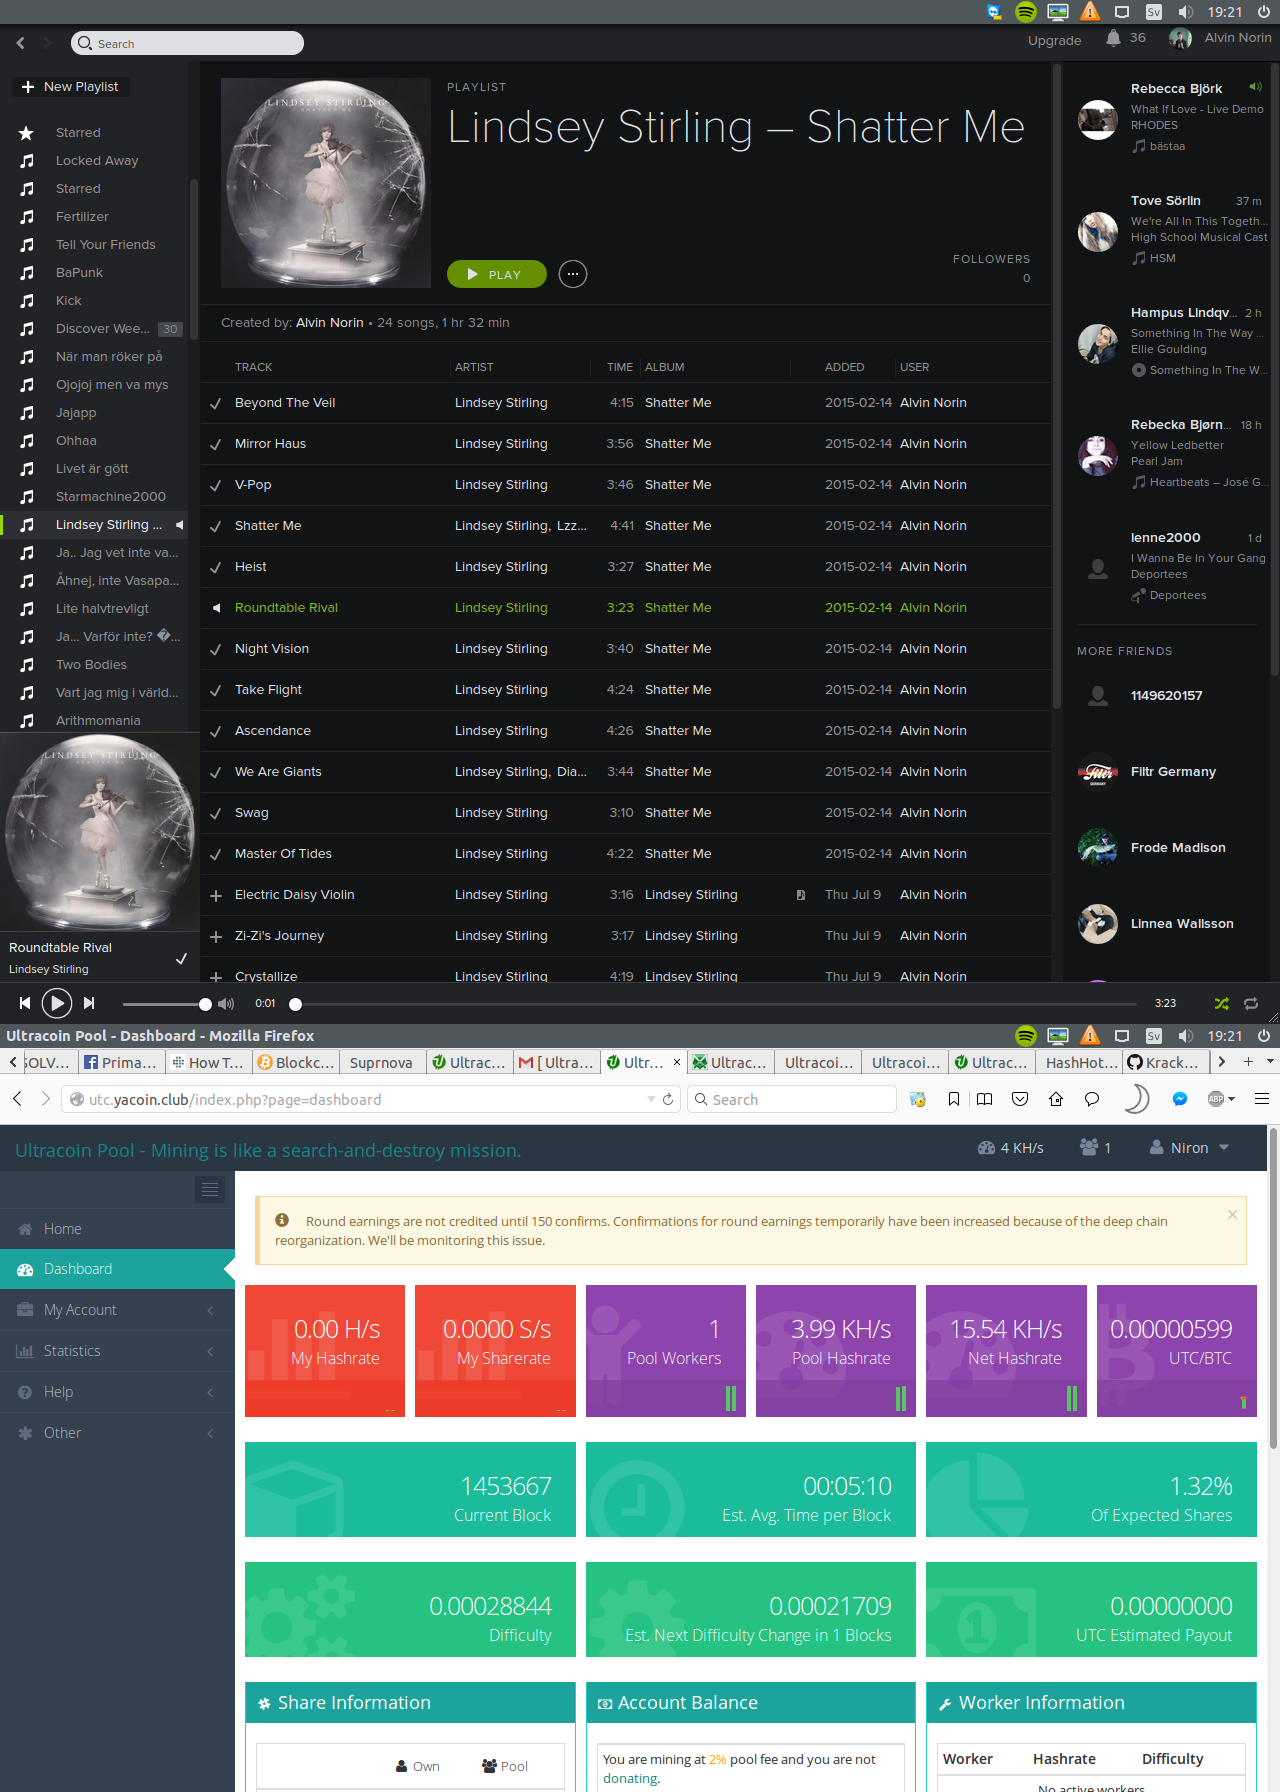 Sv 19:21
Search
Upgrade 36 Alvin Norin
New Playlist
Starred
Locked Away
Starred
Fertilizer
Tell Your Friends
BaPunk
Kick
Discover Wee... 30
När man röker på
Ojojoj men va mys
Jajapp
Ohhaa
Livet är gött
Starmachine2000
Lindsey Stirling ...
Ja.. Jag vet inte va...
Åhnej, inte Vasapa...
Lite halvtrevligt
Ja... Varför inte? �...
Two Bodies
Vart jag mig i värld...
Arithmomania
LINDSEY STIRLING
SHATTER ME
Roundtable Rival
Lindsey Stirling
LINDSEY STIRLING
SHATTER ME
PLAYLIST
Lindsey Stirling – Shatter Me
PLAY
FOLLOWERS
0
Created by: Alvin Norin • 24 songs, 1 hr 32 min
TRACK ARTIST TIME ALBUM ADDED USER
Beyond The Veil Lindsey Stirling 4:15 Shatter Me 2015-02-14 Alvin Norin
Mirror Haus Lindsey Stirling 3:56 Shatter Me 2015-02-14 Alvin Norin
V-Pop Lindsey Stirling 3:46 Shatter Me 2015-02-14 Alvin Norin
Shatter Me Lindsey Stirling, Lzz... 4:41 Shatter Me 2015-02-14 Alvin Norin
Heist Lindsey Stirling 3:27 Shatter Me 2015-02-14 Alvin Norin
Roundtable Rival Lindsey Stirling 3:23 Shatter Me 2015-02-14 Alvin Norin
Night Vision Lindsey Stirling 3:40 Shatter Me 2015-02-14 Alvin Norin
Take Flight Lindsey Stirling 4:24 Shatter Me 2015-02-14 Alvin Norin
Ascendance Lindsey Stirling 4:26 Shatter Me 2015-02-14 Alvin Norin
We Are Giants Lindsey Stirling, Dia... 3:44 Shatter Me 2015-02-14 Alvin Norin
Swag Lindsey Stirling 3:10 Shatter Me 2015-02-14 Alvin Norin
Master Of Tides Lindsey Stirling 4:22 Shatter Me 2015-02-14 Alvin Norin
Electric Daisy Violin Lindsey Stirling 3:16 Lindsey Stirling Thu Jul 9 Alvin Norin
Zi-Zi's Journey Lindsey Stirling 3:17 Lindsey Stirling Thu Jul 9 Alvin Norin
Crystallize Lindsey Stirling 4:19 Lindsey Stirling Thu Jul 9 Alvin Norin
Rebecca Björk
What If Love - Live Demo
RHODES
bästaa
Tove Sörlin 37 m
We're All In This Togeth...
High School Musical Cast
HSM
Hampus Lindqv... 2 h
Something In The Way ...
Ellie Goulding
Something In The W...
Rebecka Bjørn... 18 h
Yellow Ledbetter
Pearl Jam
Heartbeats – José G...
lenne2000 1 d
I Wanna Be In Your Gang
Deportees
Deportees
MORE FRIENDS
1149620157
Filtr Germany
Frode Madison
Linnea Wallsson
0:01 3:23
Ultracoin Pool - Dashboard - Mozilla Firefox Sv 19:21
SOLV... Prima... How T... Blockc... Suprnova Ultrac... [ Ultra... Ultr... Ultrac... Ultracoi... Ultracoi... Ultrac... HashHot... Krack...
utc.yacoin.club/index.php?page=dashboard Search ABP
Ultracoin Pool - Mining is like a search-and-destroy mission. 4 KH/s 1 Niron
Home
Dashboard
My Account
Statistics
Help
Other
Round earnings are not credited until 150 confirms. Confirmations for round earnings temporarily have been increased because of the deep chain
reorganization. We'll be monitoring this issue.
0.00 H/s 0.0000 S/s 1 3.99 KH/s 15.54 KH/s 0.00000599
My Hashrate My Sharerate Pool Workers Pool Hashrate Net Hashrate UTC/BTC
1453667 00:05:10 1.32%
Current Block Est. Avg. Time per Block Of Expected Shares
0.00028844 0.00021709 0.00000000
Difficulty Est. Next Difficulty Change in 1 Blocks UTC Estimated Payout
Share Information Account Balance Worker Information
Own Pool
You are mining at 2% pool fee and you are not
donating.
Worker Hashrate Difficulty
No active workers